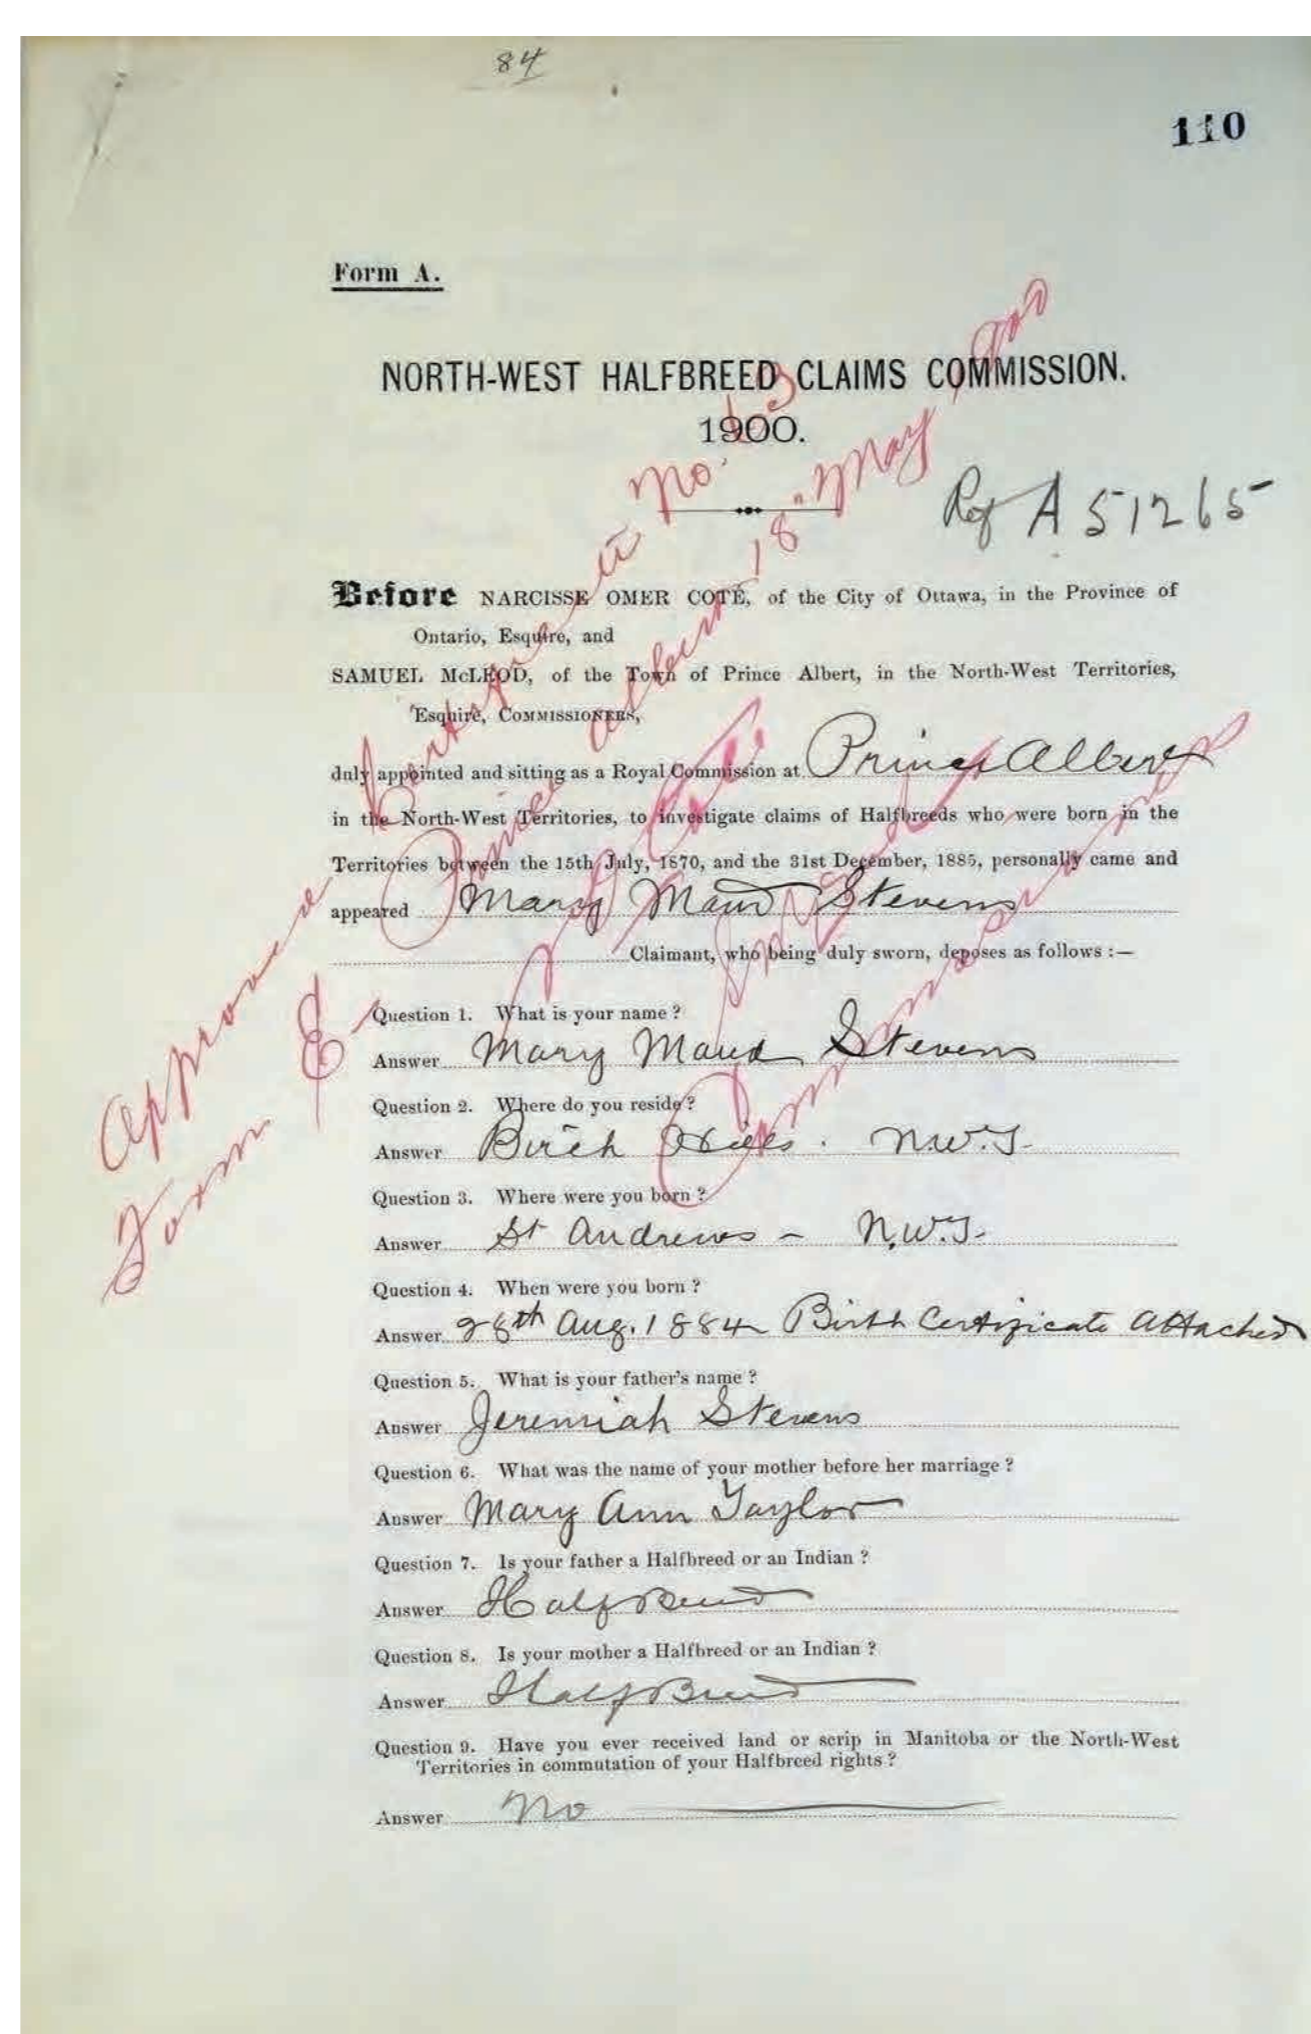 84
110
Form A.
NORTH-WEST HALFBREED CLAIMS COMMISSION.
1900.
Ref A 51265
Before NARCISSE OMER COTÉ, of the City of Ottawa, in the Province of
Ontario, Esquire, and
SAMUEL McLEOD, of the Town of Prince Albert, in the North-West Territories,
Esquire, COMMISSIONERS,
duly appointed and sitting as a Royal Commission at Prince Albert
in the North-West Territories, to investigate claims of Halfbreeds who were born in the
Territories between the 15th July, 1870, and the 31st December, 1885, personally came and
appeared Mary Maud Stevens
Claimant, who being duly sworn, deposes as follows :—
Question 1. What is your name ?
Answer Mary Maud Stevens
Question 2. Where do you reside ?
Answer Birch Hills. N.W.T.
Question 3. Where were you born ?
Answer St Andrews - N.W.T.
Question 4. When were you born ?
Answer 28th Aug. 1884 Birth Certificate attached
Question 5. What is your father's name ?
Answer Jeremiah Stevens
Question 6. What was the name of your mother before her marriage ?
Answer Mary Ann Taylor
Question 7. Is your father a Halfbreed or an Indian ?
Answer HalfBreed
Question 8. Is your mother a Halfbreed or an Indian ?
Answer HalfBreed
Question 9. Have you ever received land or scrip in Manitoba or the North-West
Territories in commutation of your Halfbreed rights ?
Answer No
Approved Certificate No.
Form E Prince Albert 18" May 900
Commissioners